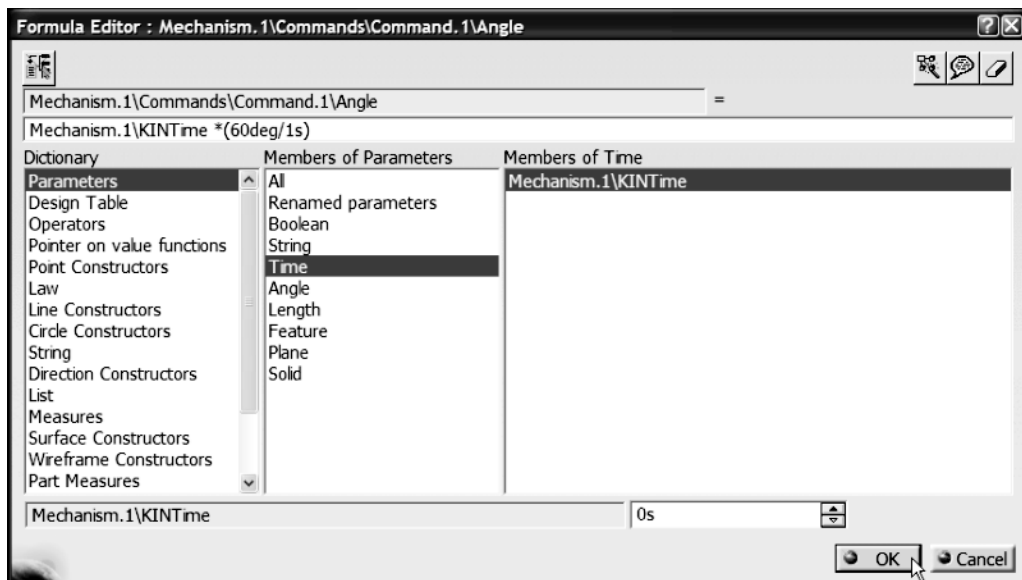 Formula Editor : Mechanism.1\Commands\Command.1\Angle
Mechanism.1\Commands\Command.1\Angle =
Mechanism.1\KINTime *(60deg/1s)
Dictionary Members of Parameters Members of Time
Parameters All Mechanism.1\KINTime
Design Table Renamed parameters
Operators Boolean
Pointer on value functions String
Point Constructors Time
Law Angle
Line Constructors Length
Circle Constructors Feature
String Plane
Direction Constructors Solid
List
Measures
Surface Constructors
Wireframe Constructors
Part Measures
Mechanism.1\KINTime 0s
OK Cancel